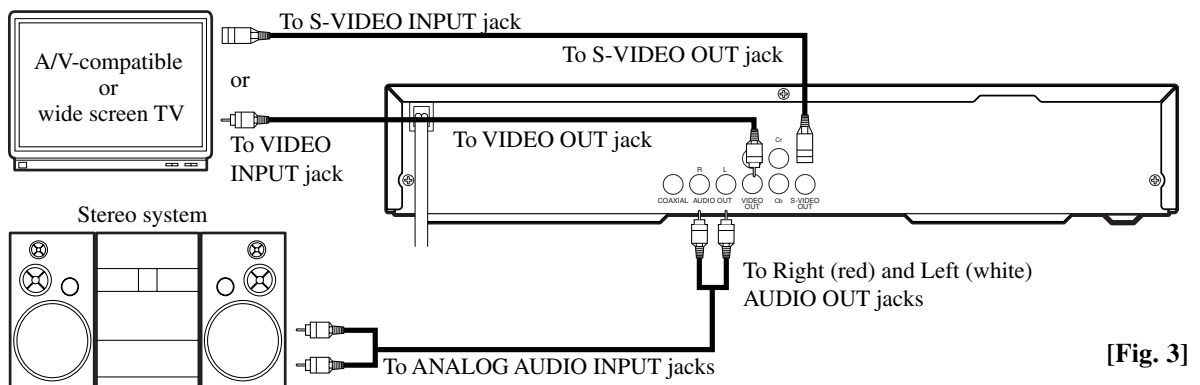 To S-VIDEO INPUT jack
A/V-compatible
or
wide screen TV
or
To S-VIDEO OUT jack
To VIDEO
INPUT jack
To VIDEO OUT jack
Cr
R
L
COAXIAL
AUDIO OUT
VIDEO
OUT
Cb
S-VIDEO
OUT
Stereo system
To Right (red) and Left (white)
AUDIO OUT jacks
To ANALOG AUDIO INPUT jacks
[Fig. 3]